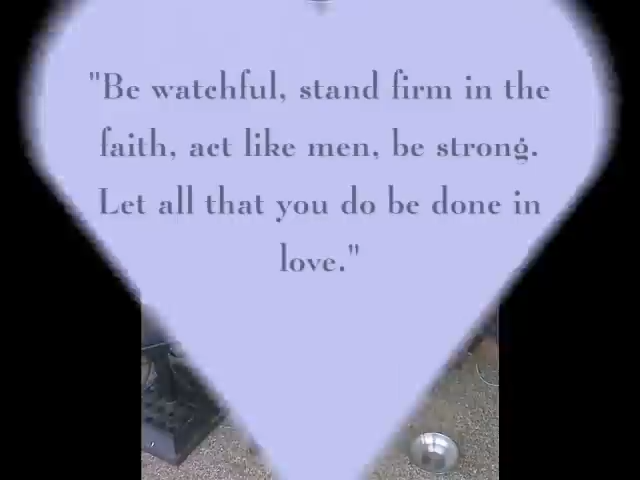 "Be watchful, stand firm in the
faith, act like men, be strong.
Let all that you do be done in
love."